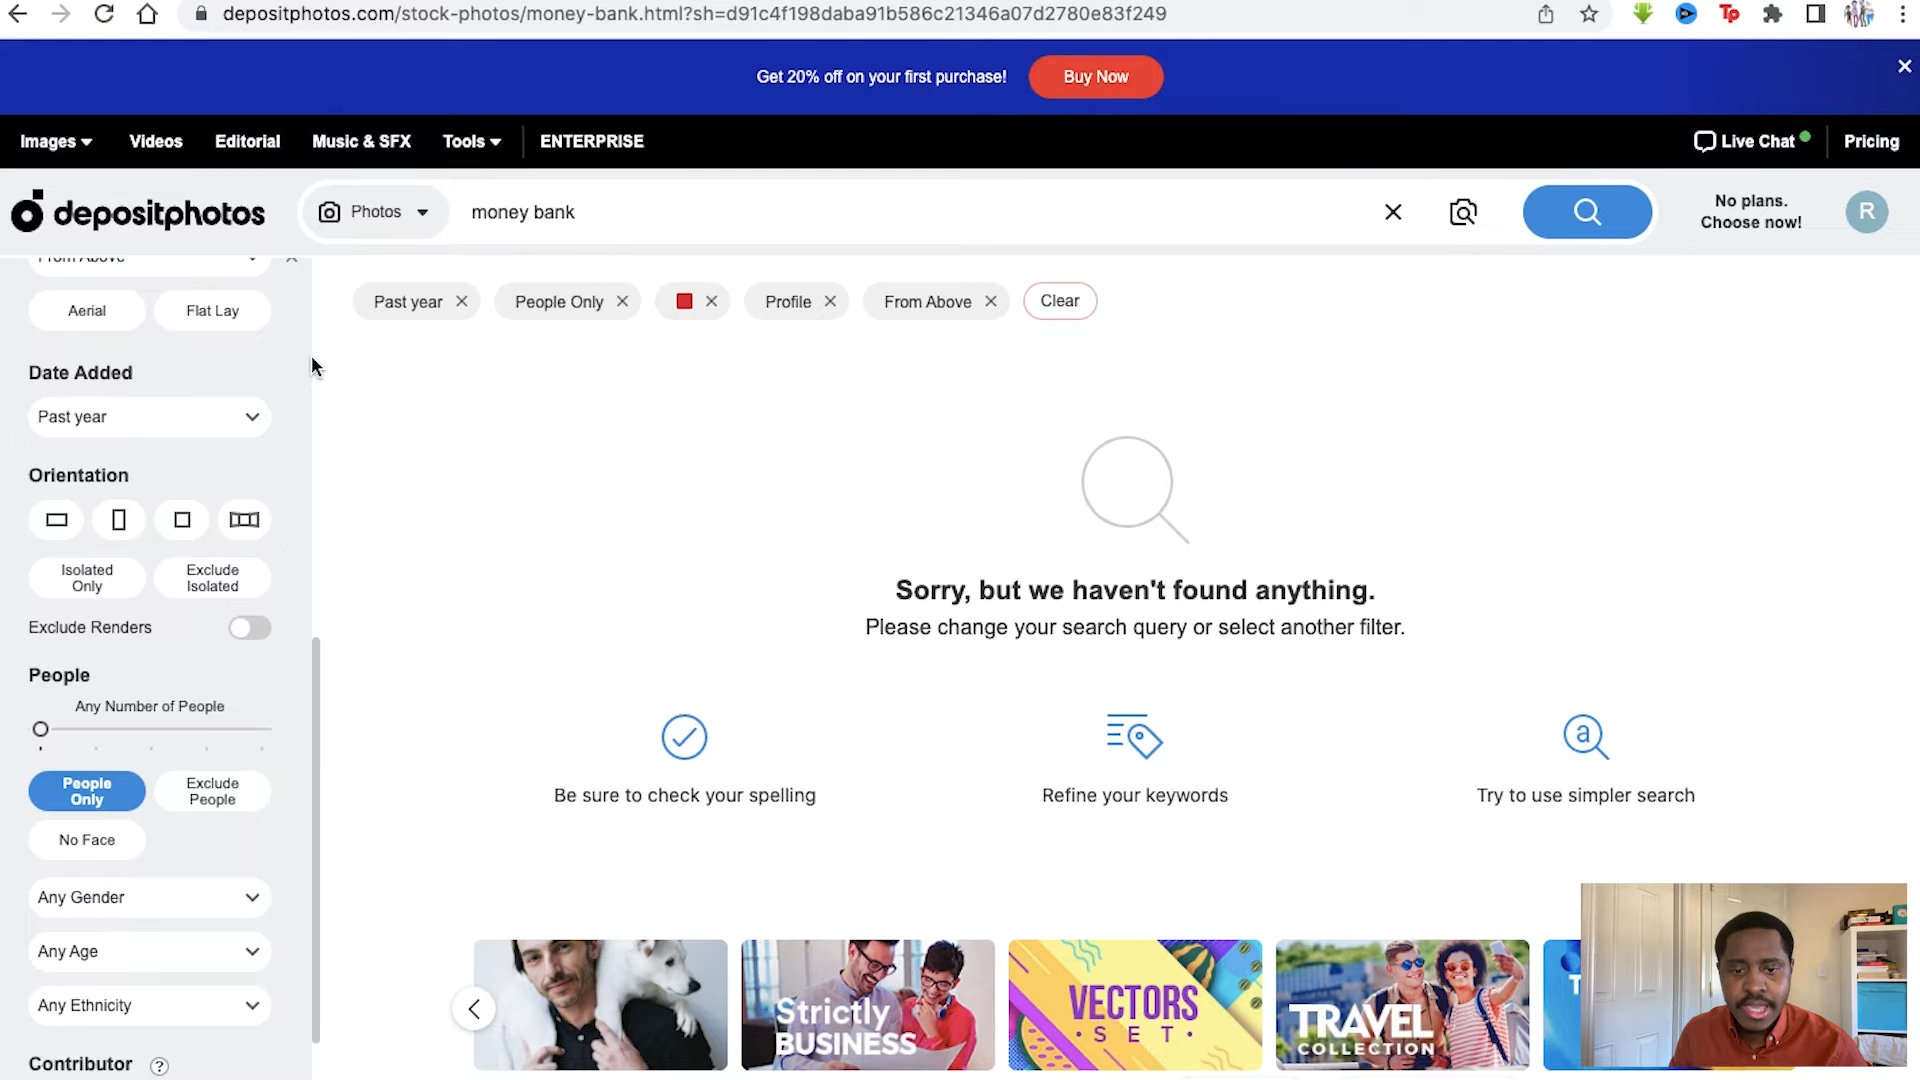 depositphotos.com/stock-photos/money-bank.html?sh=d91c4f198daba91b586c21346a07d2780e83f249
Tp
Get 20% off on your first purchase!
Buy Now
Images
Videos
Editorial
Music & SFX
Tools
ENTERPRISE
Live Chat
Pricing
depositphotos
Photos
money bank
No plans.
Choose now!
R
From Above
Aerial
Flat Lay
Date Added
Past year
Orientation
Isolated
Only
Exclude
Isolated
Exclude Renders
People
Any Number of People
People
Only
Exclude
People
No Face
Any Gender
Any Age
Any Ethnicity
Contributor ?
Past year
People Only
Profile
From Above
Clear
Sorry, but we haven't found anything.
Please change your search query or select another filter.
Be sure to check your spelling
Refine your keywords
a
Try to use simpler search
Strictly
BUSINESS
VECTORS
• SET •
TRAVEL
COLLECTION
T